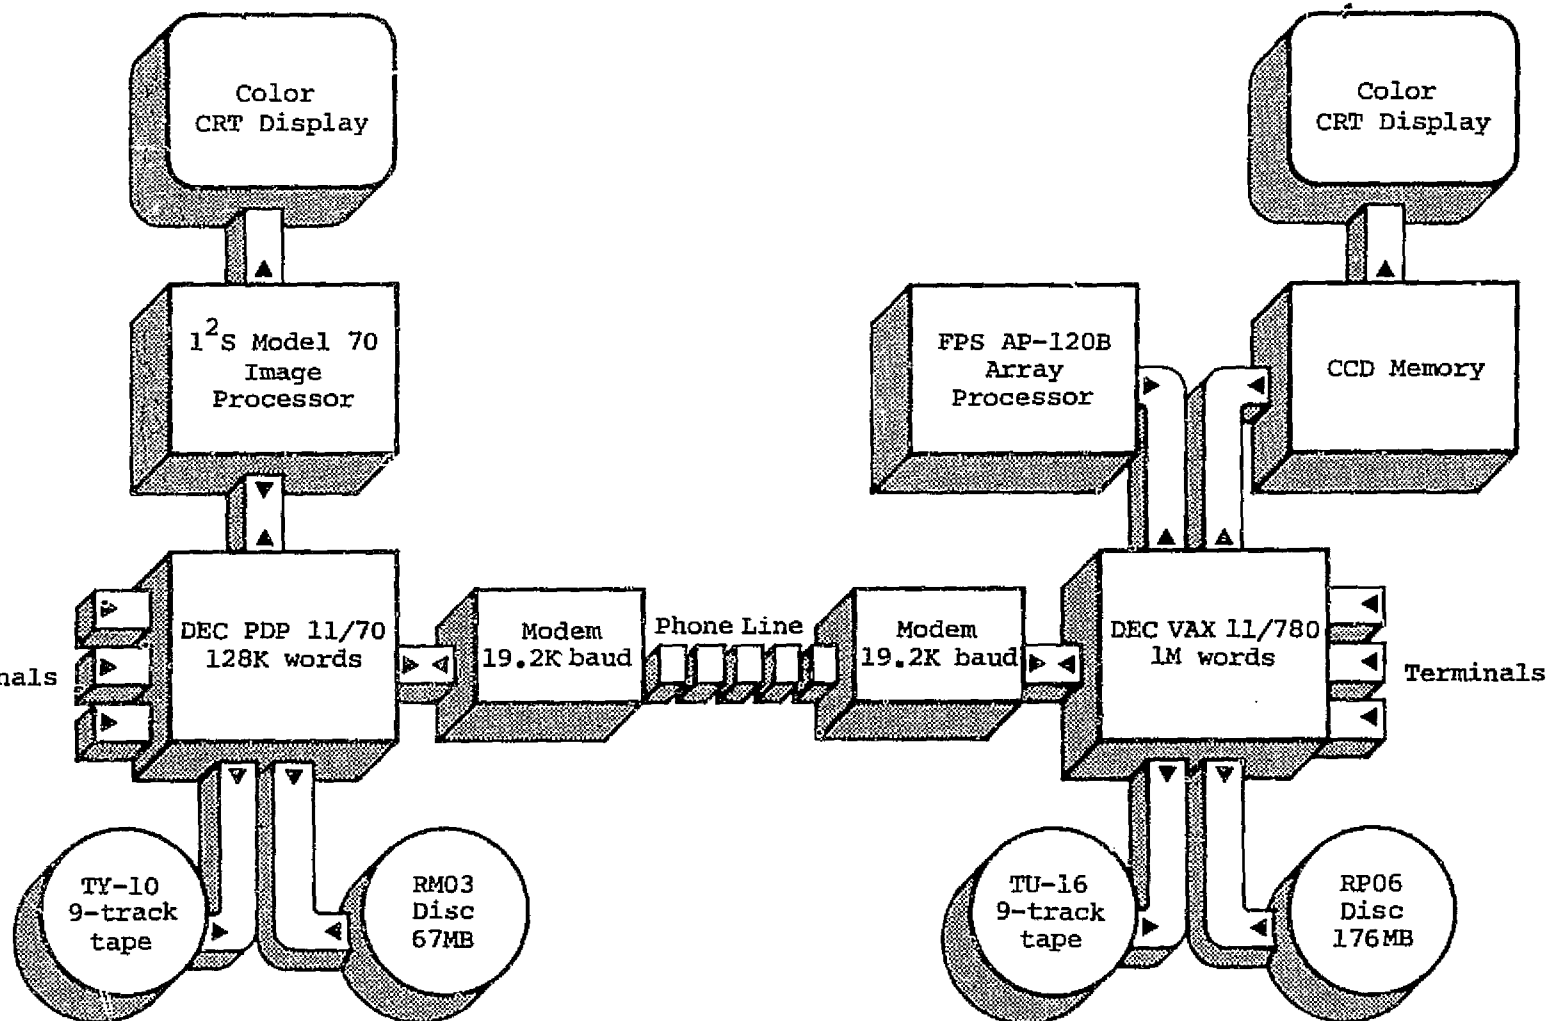 Color
CRT Display
Color
CRT Display
1²S Model 70
Image
Processor
FPS AP-120B
Array
Processor
CCD Memory
nals
DEC PDP 11/70
128K words
Modem
19.2K baud
Phone Line
Modem
19.2K baud
DEC VAX 11/780
1M words
Terminals
TY-10
9-track
tape
RM03
Disc
67MB
TU-16
9-track
tape
RP06
Disc
176MB